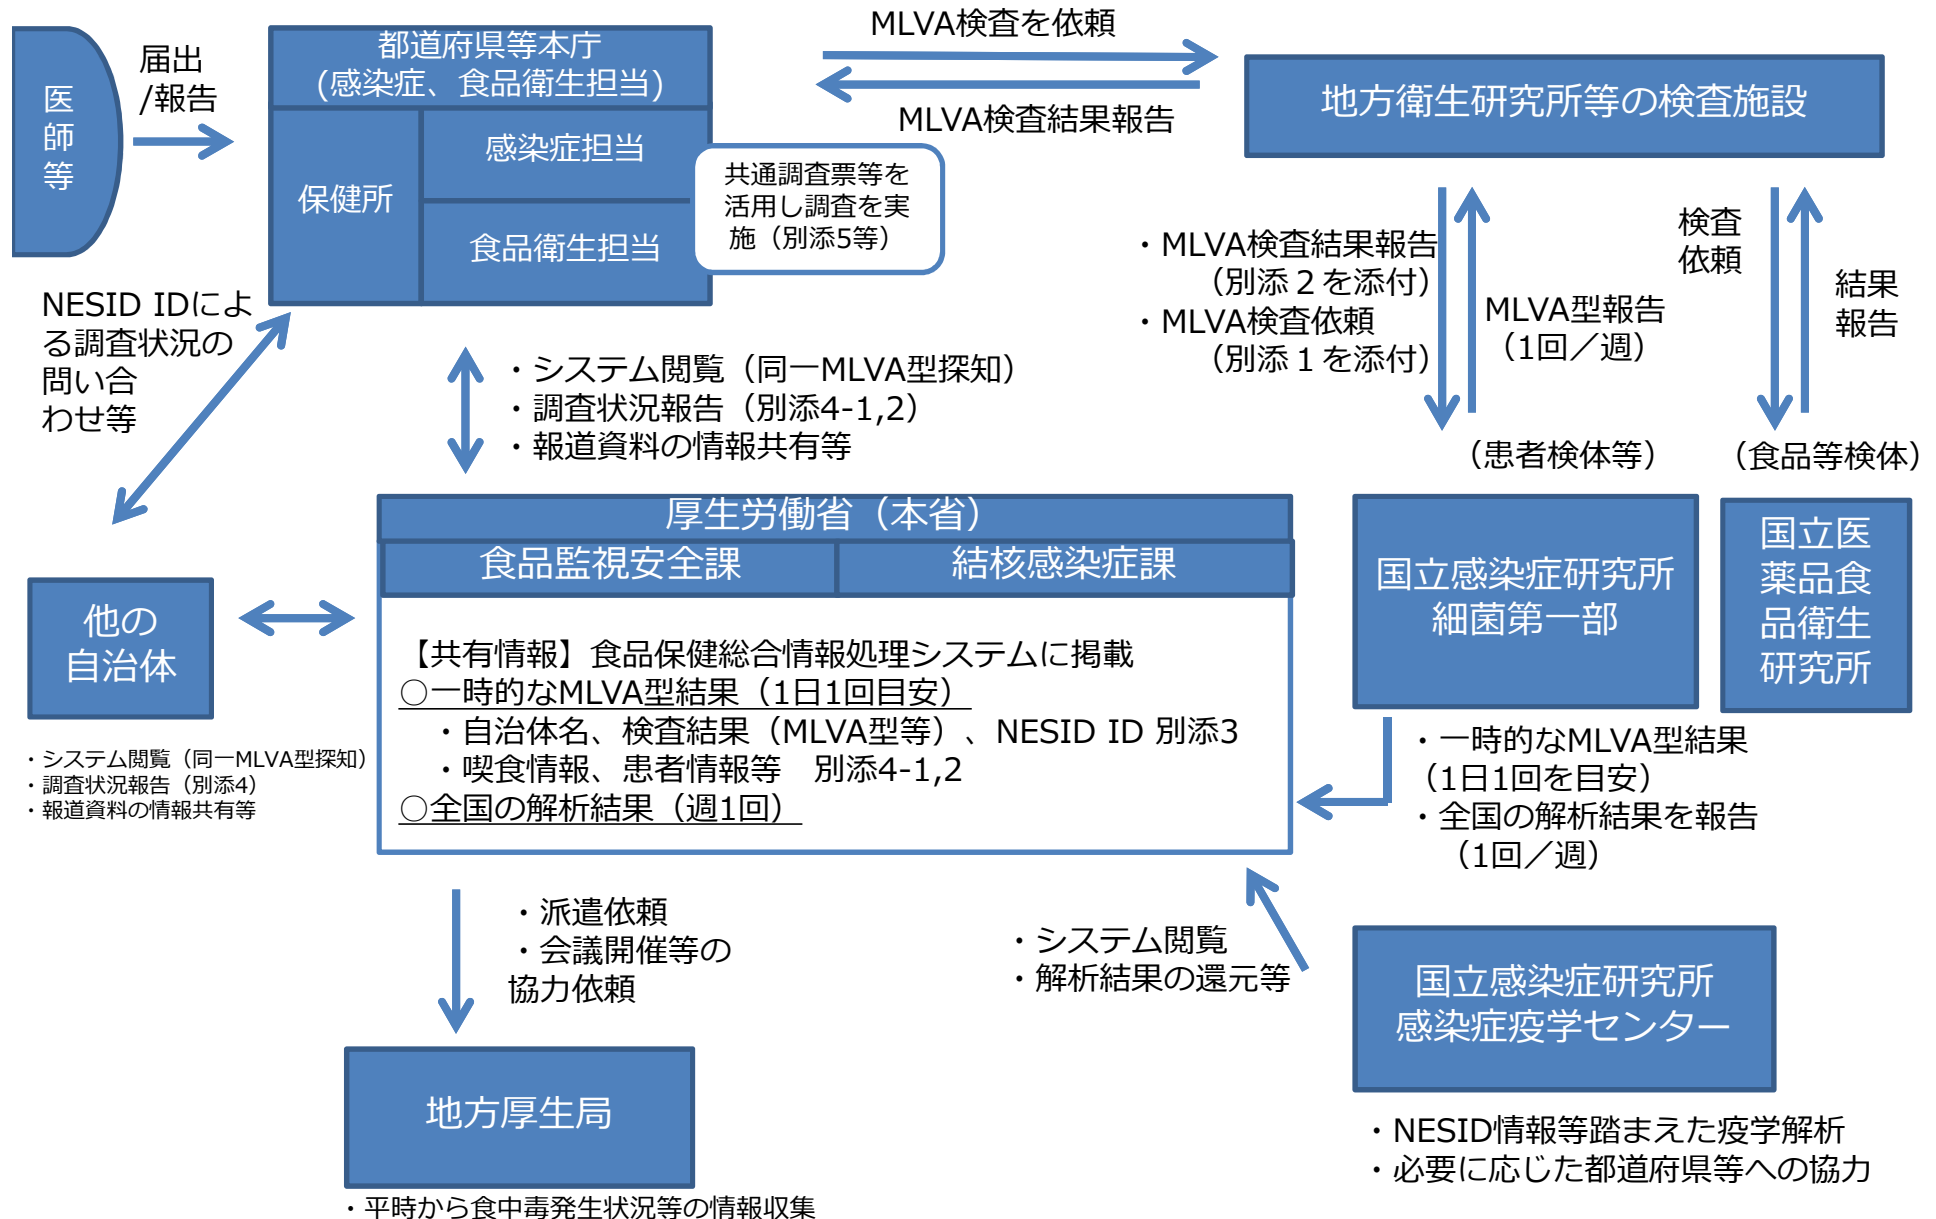 医
師
等
届出
/報告
都道府県等本庁
(感染症、食品衛生担当)
保健所
感染症担当
食品衛生担当
共通調査票等を
活用し調査を実
施（別添5等）
MLVA検査を依頼
MLVA検査結果報告
地方衛生研究所等の検査施設
・MLVA検査結果報告
（別添２を添付）
・MLVA検査依頼
（別添１を添付）
MLVA型報告
（1回／週）
検査
依頼
結果
報告
（患者検体等）
（食品等検体）
NESID IDによ
る調査状況の
問い合
わせ等
・システム閲覧（同一MLVA型探知）
・調査状況報告（別添4-1,2）
・報道資料の情報共有等
厚生労働省（本省）
食品監視安全課
結核感染症課
【共有情報】食品保健総合情報処理システムに掲載
○一時的なMLVA型結果（1日1回目安）
・自治体名、検査結果（MLVA型等）、NESID ID 別添3
・喫食情報、患者情報等　別添4-1,2
○全国の解析結果（週1回）
他の
自治体
・システム閲覧（同一MLVA型探知）
・調査状況報告（別添4）
・報道資料の情報共有等
国立感染症研究所
細菌第一部
国立医
薬品食
品衛生
研究所
・一時的なMLVA型結果
（1日1回を目安）
・全国の解析結果を報告
（1回／週）
・派遣依頼
・会議開催等の
協力依頼
・システム閲覧
・解析結果の還元等
国立感染症研究所
感染症疫学センター
・NESID情報等踏まえた疫学解析
・必要に応じた都道府県等への協力
地方厚生局
・平時から食中毒発生状況等の情報収集